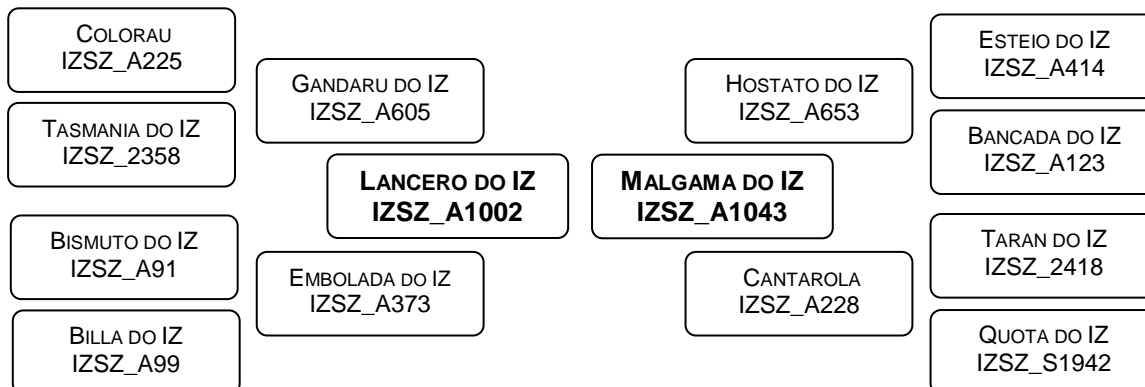 COLORAU
IZSZ_A225
TASMANIA DO IZ
IZSZ_2358
BISMUTO DO IZ
IZSZ_A91
BILLA DO IZ
IZSZ_A99
GANDARU DO IZ
IZSZ_A605
EMBOLADA DO IZ
IZSZ_A373
LANCERO DO IZ
IZSZ_A1002
MALGAMA DO IZ
IZSZ_A1043
HOSTATO DO IZ
IZSZ_A653
CANTAROLA
IZSZ_A228
ESTEIO DO IZ
IZSZ_A414
BANCADA DO IZ
IZSZ_A123
TARAN DO IZ
IZSZ_2418
QUOTA DO IZ
IZSZ_S1942